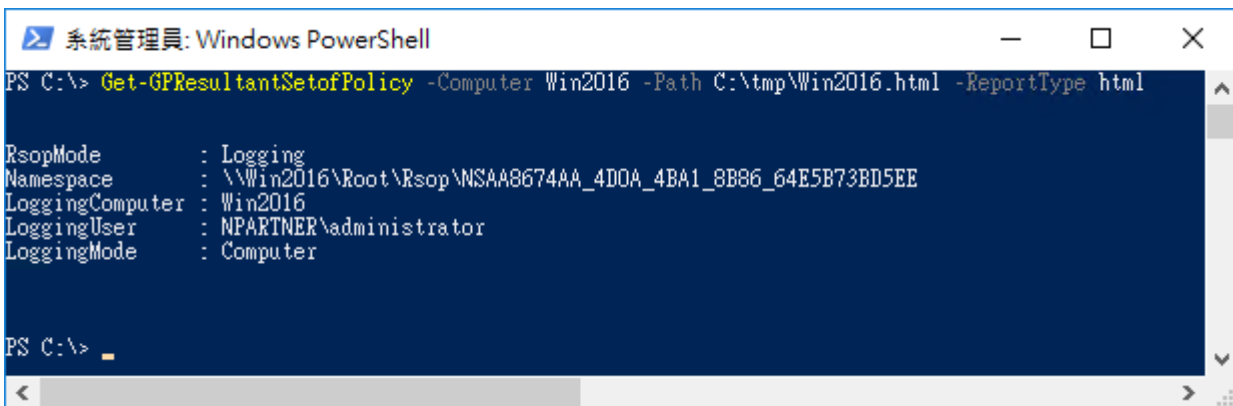 系統管理員: Windows PowerShell
PS C:\> Get-GPResultantSetofPolicy -Computer Win2016 -Path C:\tmp\Win2016.html -ReportType html
RsopMode : Logging
Namespace : \\Win2016\Root\Rsop\NSAA8674AA_4D0A_4BA1_8B86_64E5B73BD5EE
LoggingComputer : Win2016
LoggingUser : NPARTNER\administrator
LoggingMode : Computer
PS C:\>